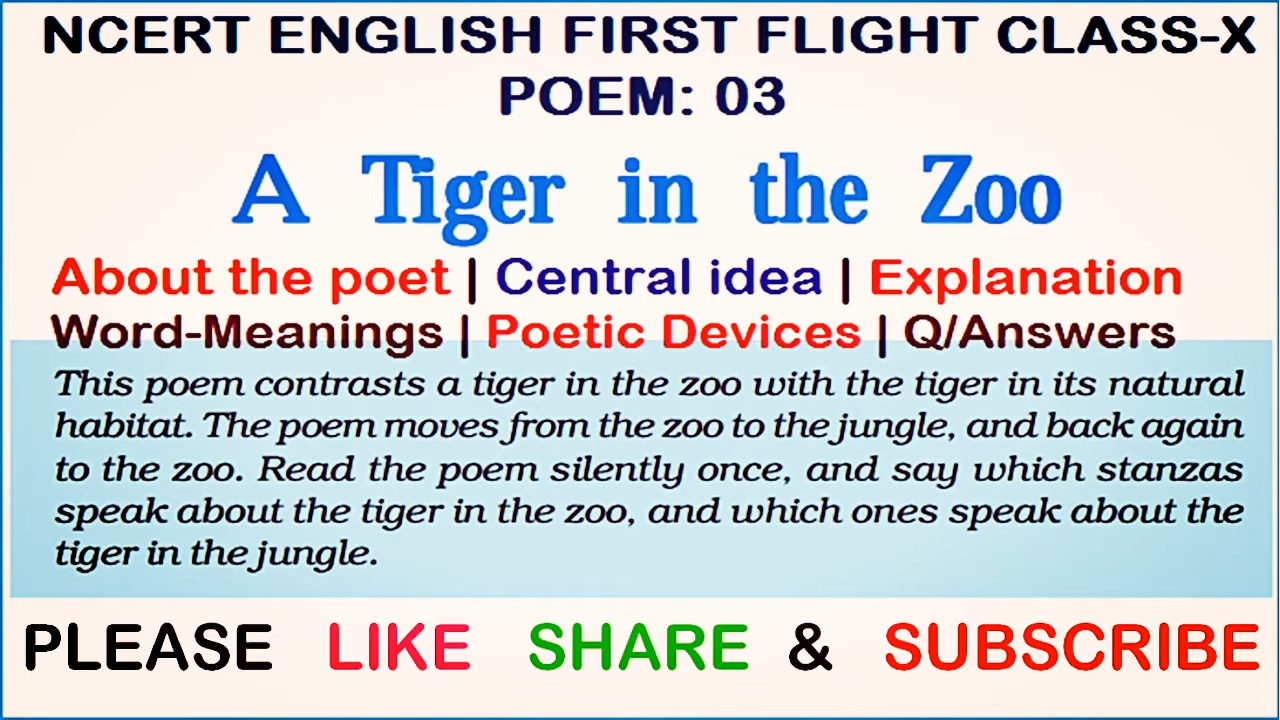 NCERT ENGLISH FIRST FLIGHT CLASS-X
POEM: 03
A Tiger in the Zoo
About the poet | Central idea | Explanation
Word-Meanings | Poetic Devices | Q/Answers
This poem contrasts a tiger in the zoo with the tiger in its natural
habitat. The poem moves from the zoo to the jungle, and back again
to the zoo. Read the poem silently once, and say which stanzas
speak about the tiger in the zoo, and which ones speak about the
tiger in the jungle.
PLEASE LIKE SHARE & SUBSCRIBE